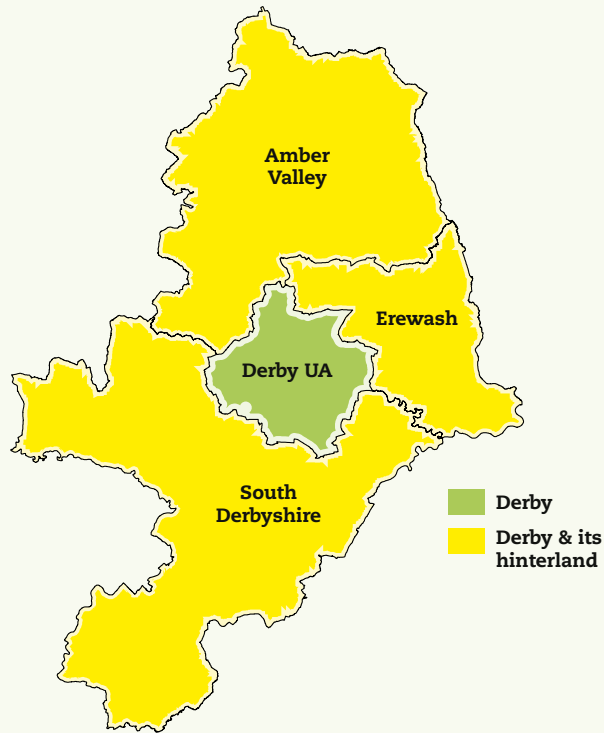 Amber
Valley
Erewash
Derby UA
South
Derbyshire
Derby
Derby & its
hinterland